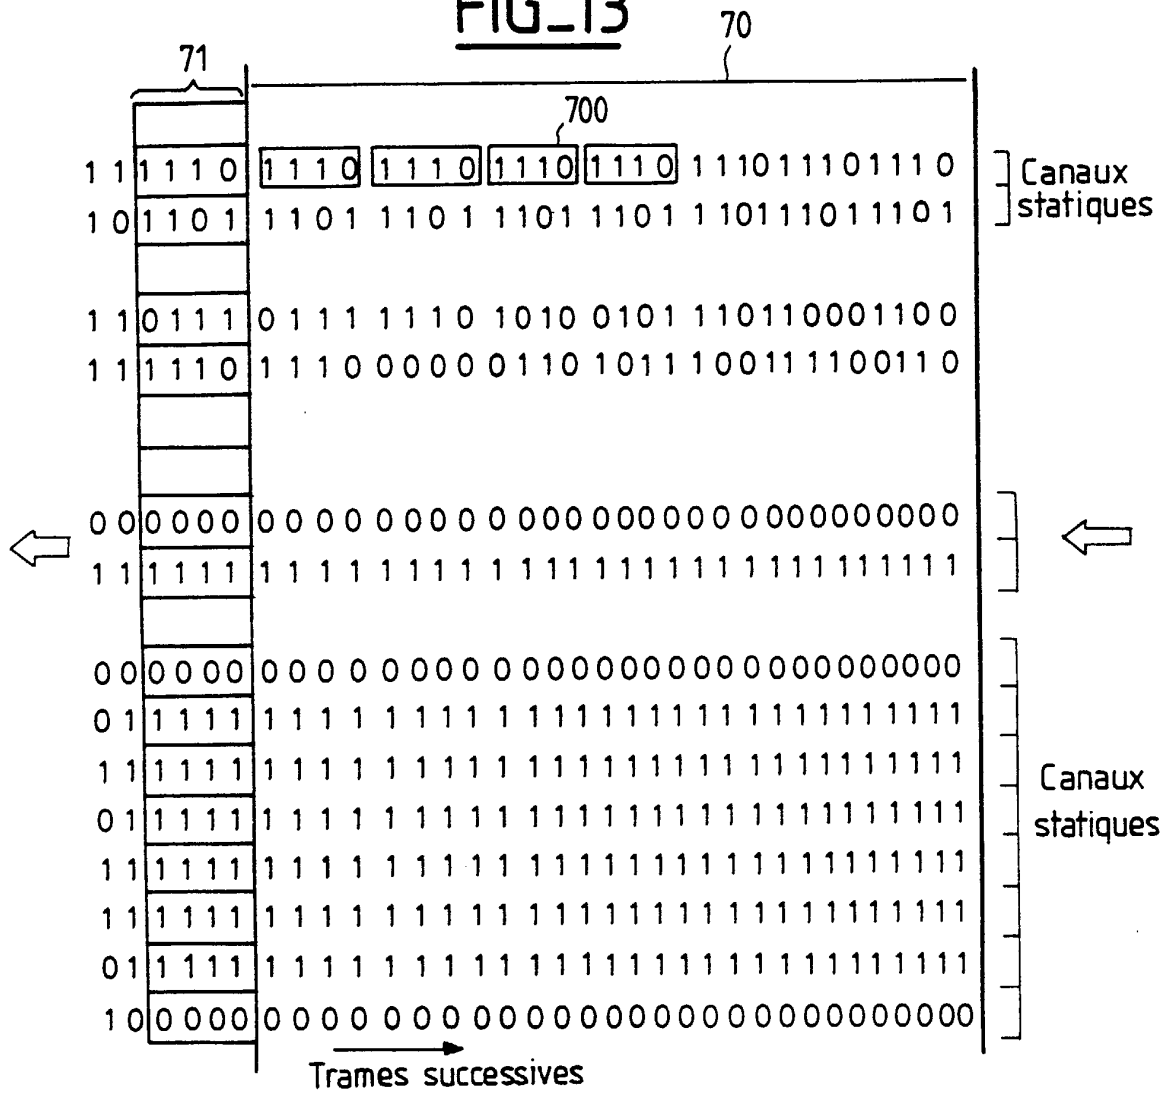 FIG_13
70
71
700
1 1 1 1 1 0 1 1 1 0 1 1 1 0 1 1 1 0 1 1 1 0 1 1 1 0 1 1 1 0 1 1 1 0 Canaux
1 0 1 1 0 1 1 1 0 1 1 1 0 1 1 1 0 1 1 1 0 1 1 1 0 1 1 1 0 1 1 1 0 1 statiques
1 1 0 1 1 1 0 1 1 1 1 1 1 0 1 0 1 0 0 1 0 1 1 1 0 1 1 0 0 0 1 1 0 0
1 1 1 1 1 0 1 1 1 0 0 0 0 0 0 1 1 0 1 0 1 1 1 0 0 1 1 1 1 0 0 1 1 0
0 0 0 0 0 0 0 0 0 0 0 0 0 0 0 0 0 0 0 0 0 0 0 0 0 0 0 0 0 0 0 0 0 0
1 1 1 1 1 1 1 1 1 1 1 1 1 1 1 1 1 1 1 1 1 1 1 1 1 1 1 1 1 1 1 1 1 1
0 0 0 0 0 0 0 0 0 0 0 0 0 0 0 0 0 0 0 0 0 0 0 0 0 0 0 0 0 0 0 0 0 0
0 1 1 1 1 1 1 1 1 1 1 1 1 1 1 1 1 1 1 1 1 1 1 1 1 1 1 1 1 1 1 1 1 1
1 1 1 1 1 1 1 1 1 1 1 1 1 1 1 1 1 1 1 1 1 1 1 1 1 1 1 1 1 1 1 1 1 1 Canaux
0 1 1 1 1 1 1 1 1 1 1 1 1 1 1 1 1 1 1 1 1 1 1 1 1 1 1 1 1 1 1 1 1 1 statiques
1 1 1 1 1 1 1 1 1 1 1 1 1 1 1 1 1 1 1 1 1 1 1 1 1 1 1 1 1 1 1 1 1 1
1 1 1 1 1 1 1 1 1 1 1 1 1 1 1 1 1 1 1 1 1 1 1 1 1 1 1 1 1 1 1 1 1 1
0 1 1 1 1 1 1 1 1 1 1 1 1 1 1 1 1 1 1 1 1 1 1 1 1 1 1 1 1 1 1 1 1 1
1 0 0 0 0 0 0 0 0 0 0 0 0 0 0 0 0 0 0 0 0 0 0 0 0 0 0 0 0 0 0 0 0 0
Trames successives